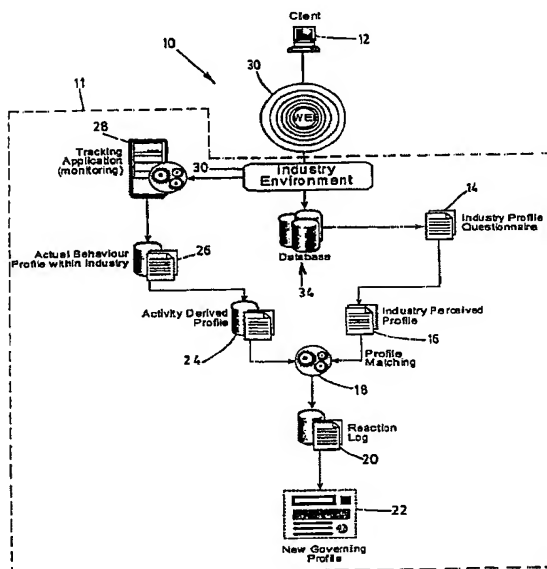 Client
12
10
30
WEB
11
28
Tracking
Application
(monitoring)
30
Industry
Environment
14
Industry Profile
Questionnaire
Database
34
Actual Behaviour
Profile within Industry
26
Activity Derived
Profile
24
Industry Perceived
Profile
16
Profile
Matching
18
Reaction
Log
20
22
New Governing
Profile